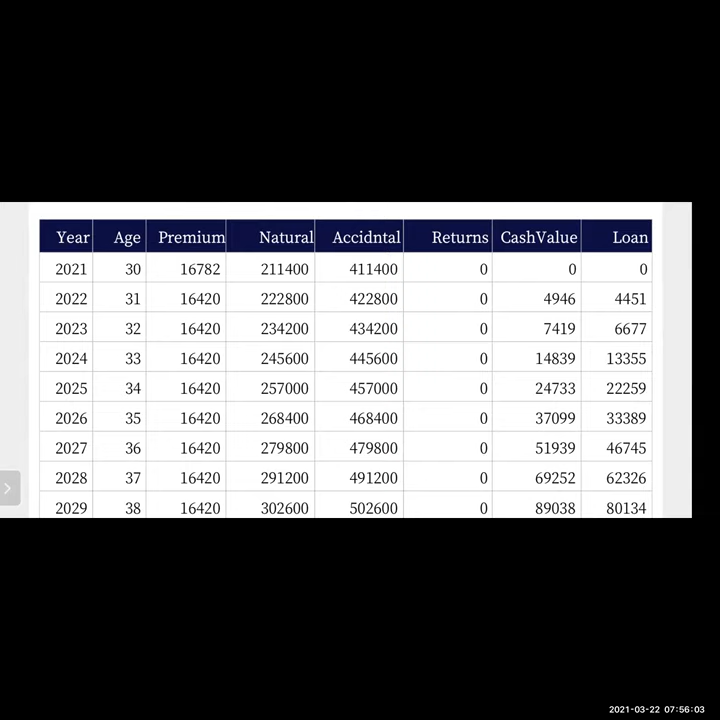 Year Age Premium Natural Accidntal Returns CashValue Loan
2021 30 16782 211400 411400 0 0 0
2022 31 16420 222800 422800 0 4946 4451
2023 32 16420 234200 434200 0 7419 6677
2024 33 16420 245600 445600 0 14839 13355
2025 34 16420 257000 457000 0 24733 22259
2026 35 16420 268400 468400 0 37099 33389
2027 36 16420 279800 479800 0 51939 46745
2028 37 16420 291200 491200 0 69252 62326
2029 38 16420 302600 502600 0 89038 80134
2021-03-22 07:56:03